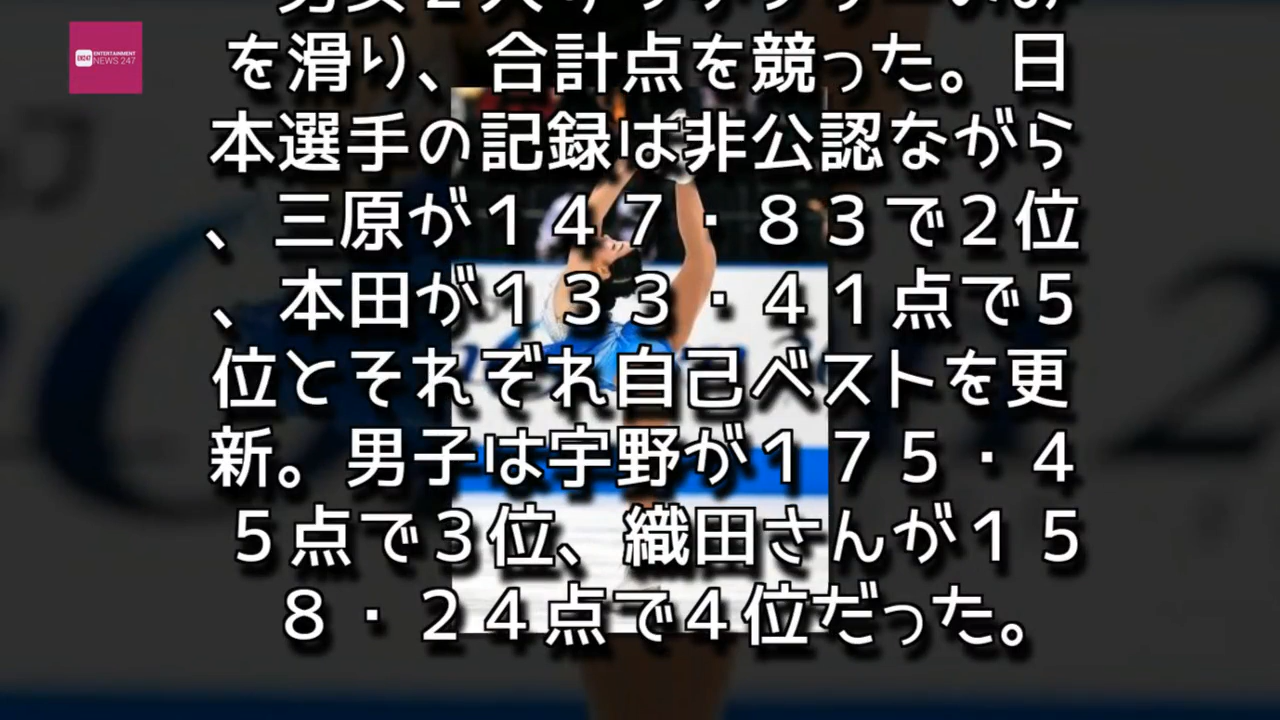 ENTERTAINMENT
NEWS 247
を滑り、合計点を競った。日
本選手の記録は非公認ながら
、三原が１４７・８３で２位
、本田が１３３・４１点で５
位とそれぞれ自己ベストを更
新。男子は宇野が１７５・４
５点で３位、織田さんが１５
８・２４点で４位だった。